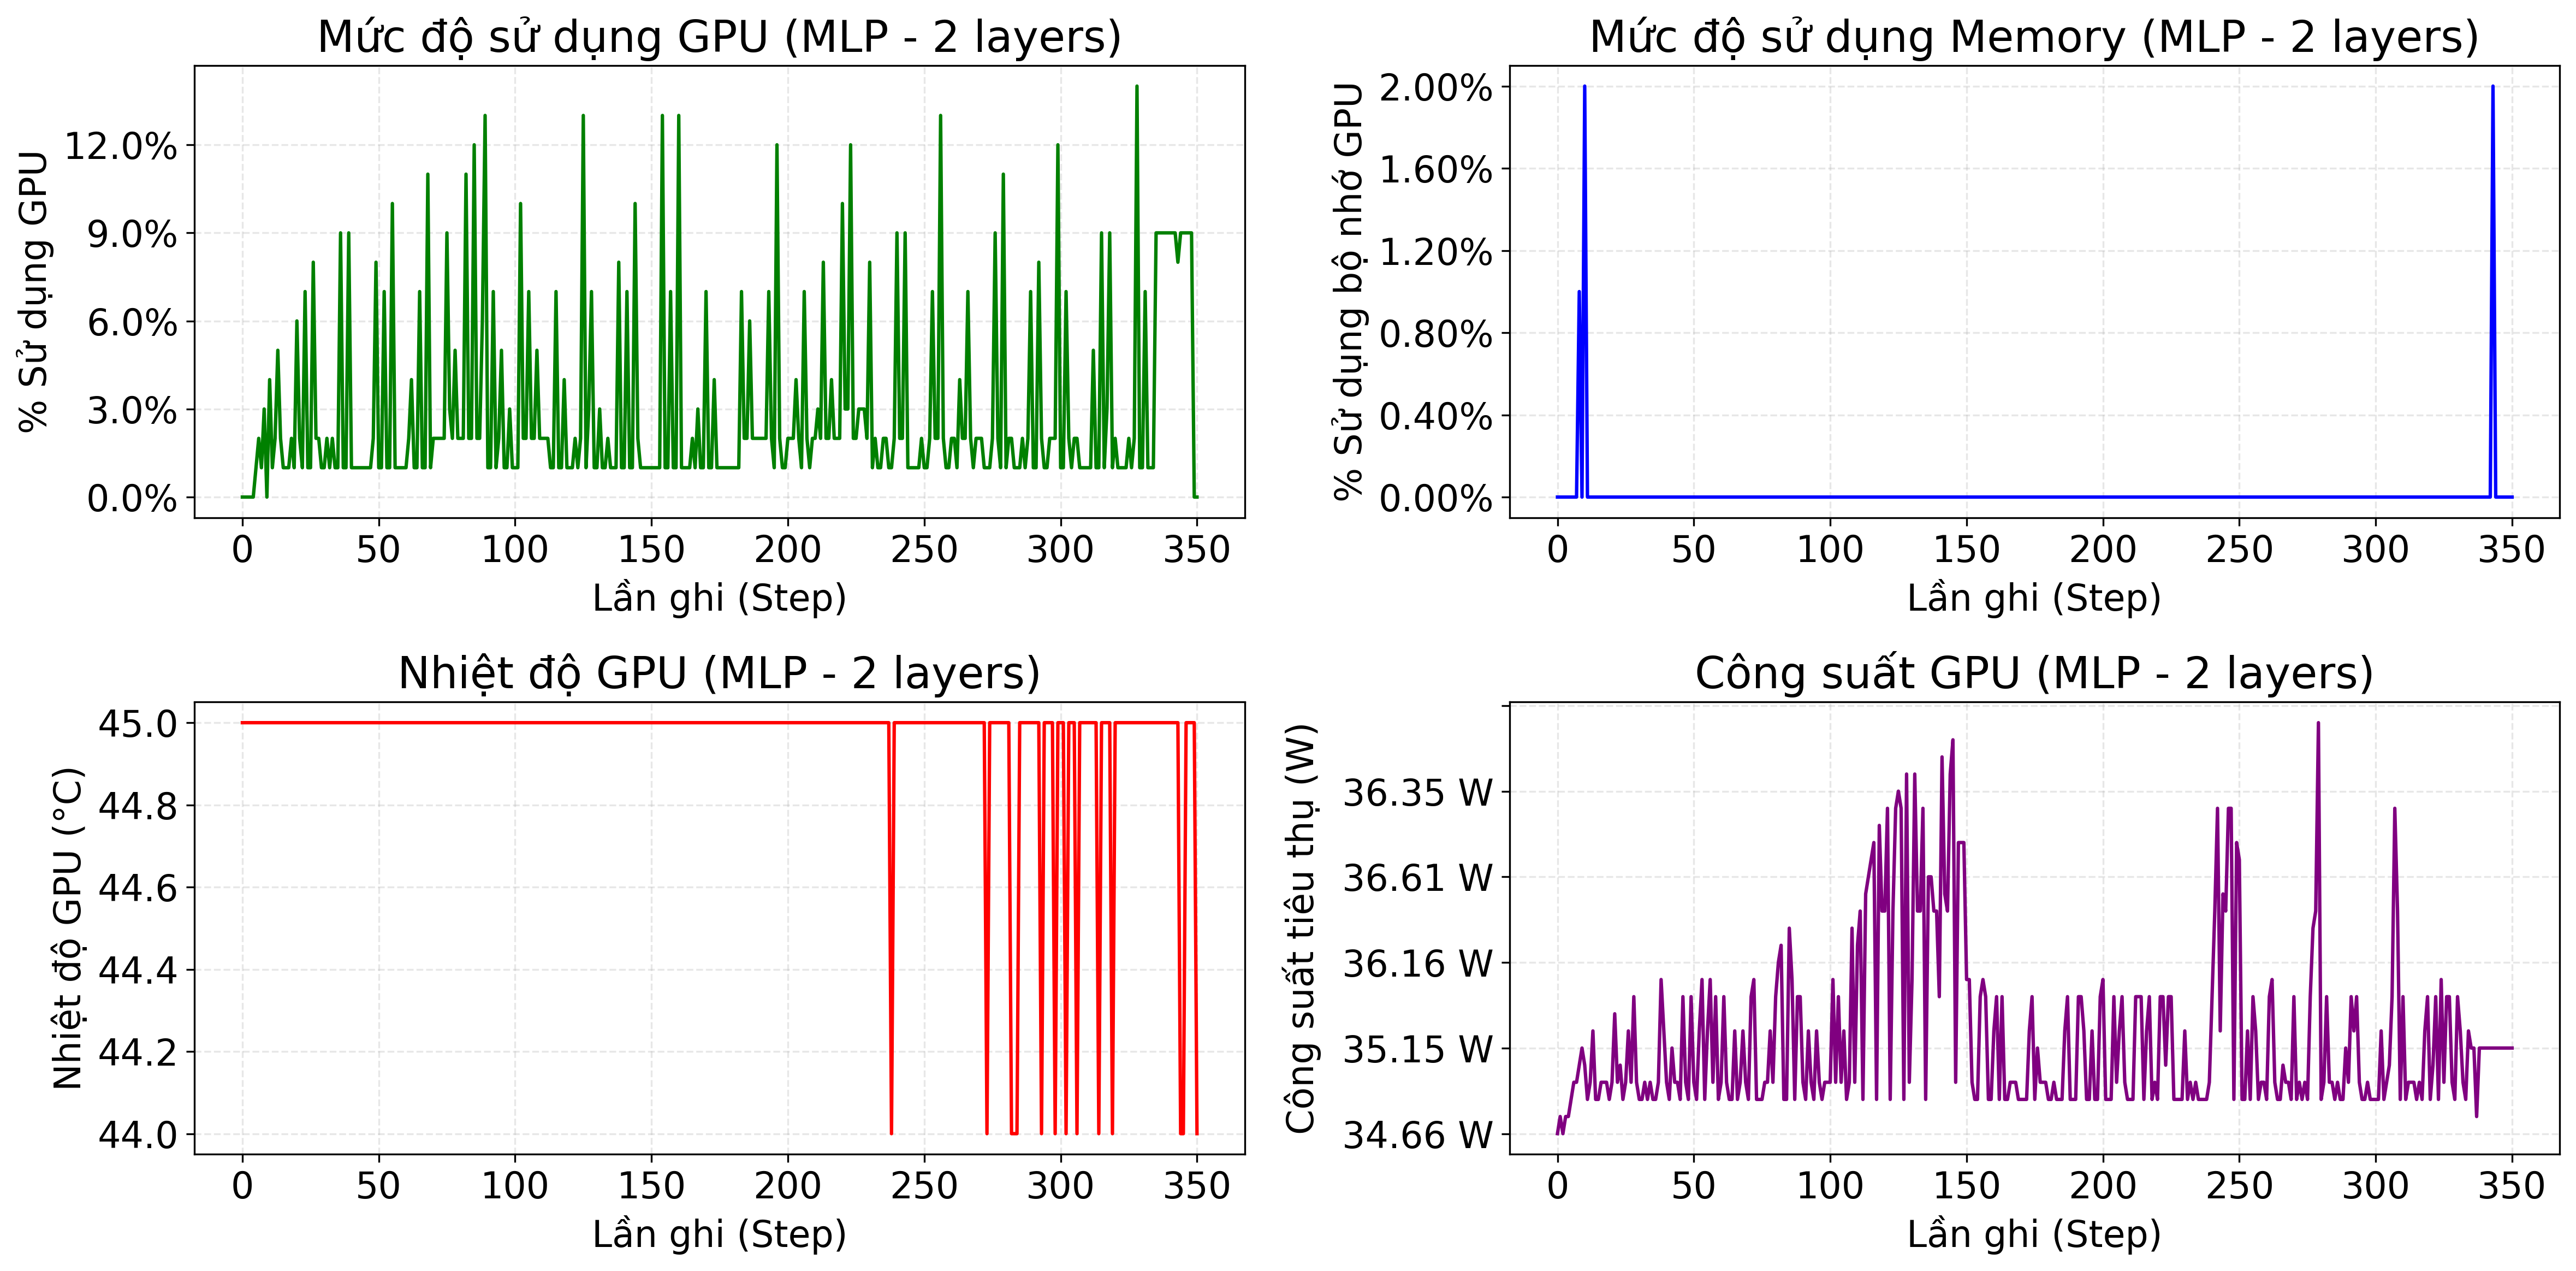 Mức độ sử dụng GPU (MLP - 2 layers)
% Sử dụng GPU
12.0%
9.0%
6.0%
3.0%
0.0%
0 50 100 150 200 250 300 350
Lần ghi (Step)
Mức độ sử dụng Memory (MLP - 2 layers)
% Sử dụng bộ nhớ GPU
2.00%
1.60%
1.20%
0.80%
0.40%
0.00%
0 50 100 150 200 250 300 350
Lần ghi (Step)
Nhiệt độ GPU (MLP - 2 layers)
Nhiệt độ GPU (°C)
45.0
44.8
44.6
44.4
44.2
44.0
0 50 100 150 200 250 300 350
Lần ghi (Step)
Công suất GPU (MLP - 2 layers)
Công suất tiêu thụ (W)
36.35 W
36.61 W
36.16 W
35.15 W
34.66 W
0 50 100 150 200 250 300 350
Lần ghi (Step)